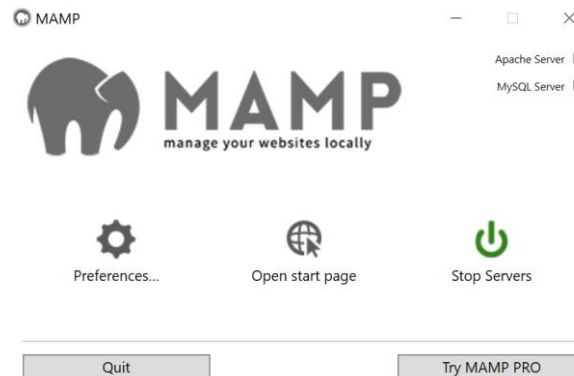 MAMP
Apache Server
MySQL Server
MAMP
manage your websites locally
Preferences...
Open start page
Stop Servers
Quit
Try MAMP PRO